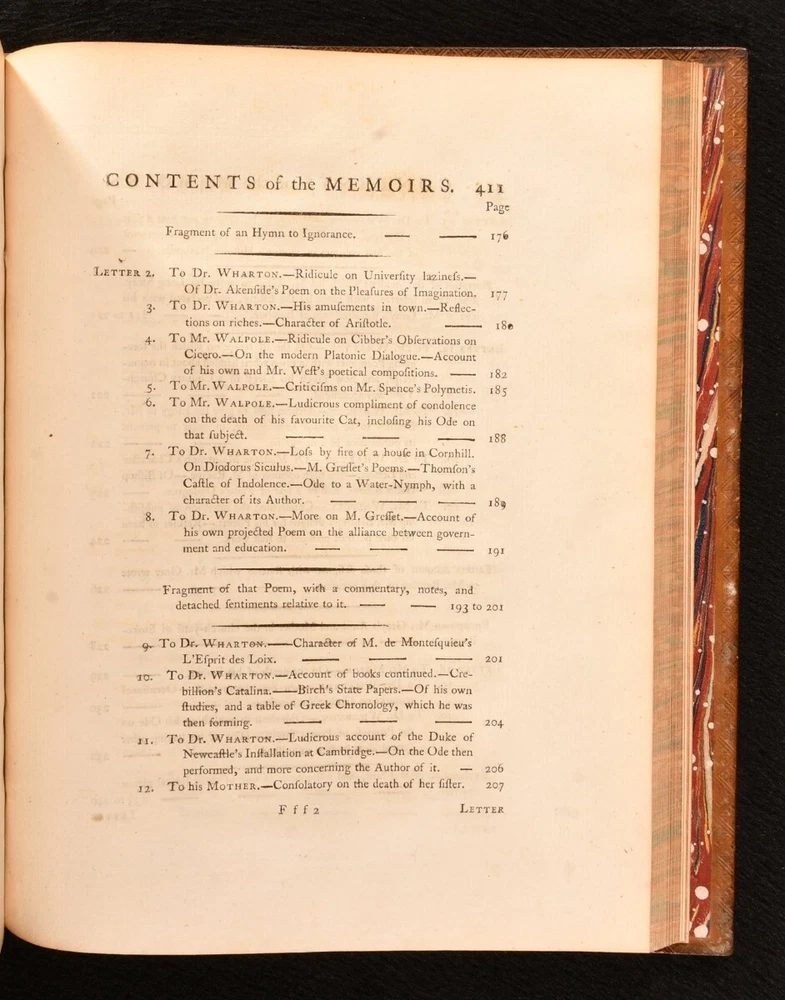 CONTENTS of the MEMOIRS. 411
Page
Fragment of an Hymn to Ignorance. — — 176
LETTER 2. To Dr. WHARTON.—Ridicule on Univerſity lazineſs.—
Of Dr. Akenſide's Poem on the Pleaſures of Imagination. 177
3. To Dr. WHARTON.—His amuſements in town.—Reflec-
tions on riches.—Character of Ariſtotle. — 180
4. To Mr. WALPOLE.—Ridicule on Cibber's Obſervations on
Cicero.—On the modern Platonic Dialogue.—Account
of his own and Mr. Weſt's poetical compoſitions. — 182
5. To Mr. WALPOLE.—Criticiſms on Mr. Spence's Polymetis. 185
6. To Mr. WALPOLE.—Ludicrous compliment of condolence
on the death of his favourite Cat, incloſing his Ode on
that ſubject. — — — 188
7. To Dr. WHARTON.—Loſs by fire of a houſe in Cornhill.
On Diodorus Siculus.—M. Greſſet's Poems.—Thomſon's
Caſtle of Indolence.—Ode to a Water-Nymph, with a
character of its Author. — — — 189
8. To Dr. WHARTON.—More on M. Greſſet.—Account of
his own projected Poem on the alliance between govern-
ment and education. — — — 191
Fragment of that Poem, with a commentary, notes, and
detached ſentiments relative to it. — — 193 to 201
9. To Dr. WHARTON.—Character of M. de Monteſquieu's
L'Eſprit des Loix. — — — 201
10. To Dr. WHARTON.—Account of books continued.—Cre-
billion's Catalina.—Birch's State Papers.—Of his own
ſtudies, and a table of Greek Chronology, which he was
then forming. — — — 204
11. To Dr. WHARTON.—Ludicrous account of the Duke of
Newcaſtle's Inſtallation at Cambridge.—On the Ode then
performed, and more concerning the Author of it. — 206
12. To his MOTHER.—Conſolatory on the death of her ſiſter. 207
F f f 2 LETTER